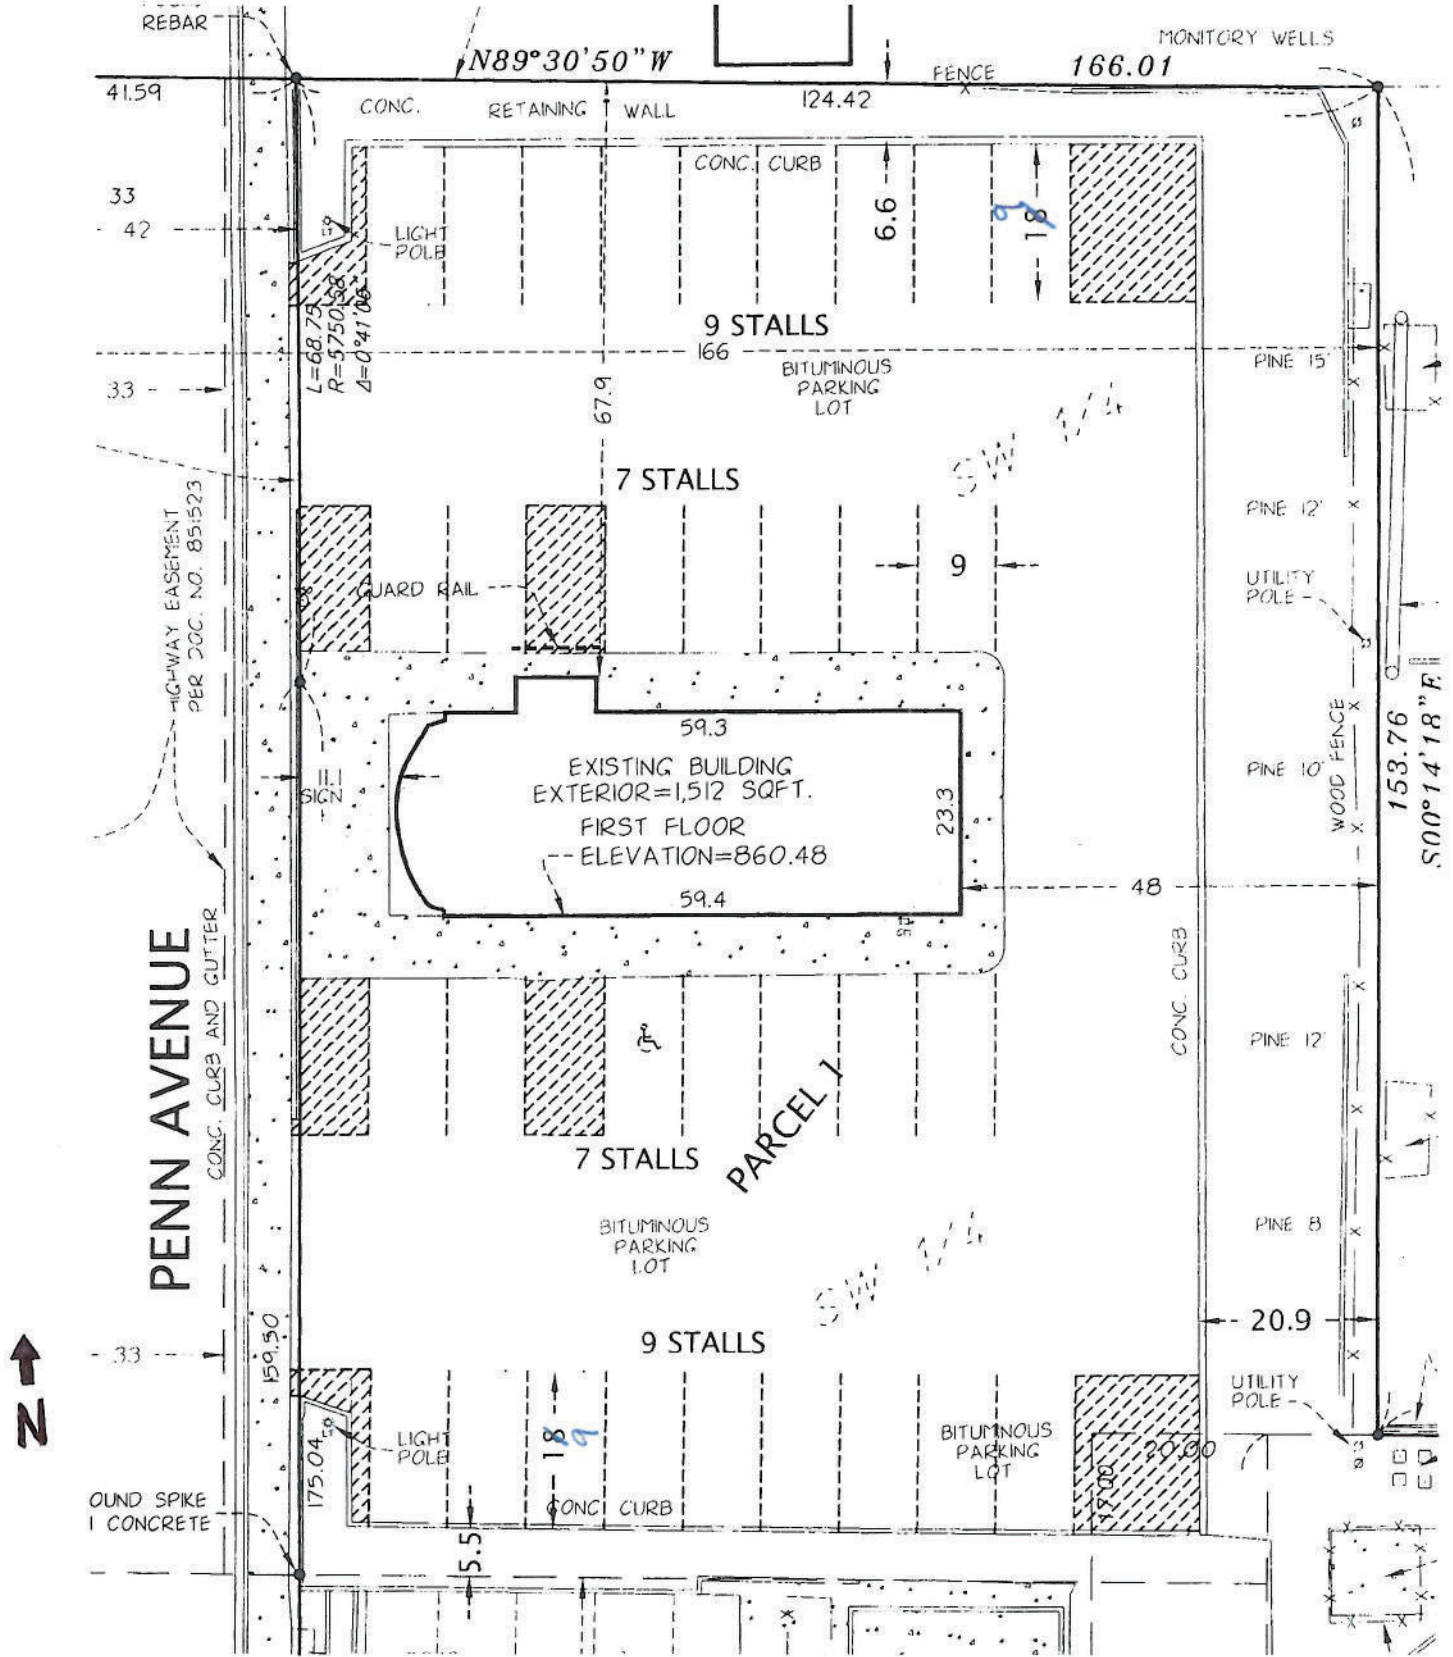 REBAR
N89°30'50"W
MONITORY WELLS
FENCE
166.01
41.59
CONC. RETAINING WALL
124.42
CONC. CURB
33
42
LIGHT
POLE
6.6
18
9
L=68.75
R=5750.58
Δ=0°41'06"
9 STALLS
166
BITUMINOUS
PARKING
LOT
PINE 15'
33
67.9
SW 1/4
7 STALLS
HIGHWAY EASEMENT
PER DOC. NO. 851523
PINE 12'
GUARD RAIL
9
UTILITY
POLE
59.3
EXISTING BUILDING
EXTERIOR=1,512 SQFT.
FIRST FLOOR
ELEVATION=860.48
59.4
23.3
SIGN
PINE 10'
WOOD FENCE
153.76
S00°14'18"E
48
PENN AVENUE
CONC. CURB AND GUTTER
CONC. CURB
PINE 12'
7 STALLS
PARCEL 1
BITUMINOUS
PARKING
LOT
SW 1/4
PINE 8
20.9
9 STALLS
33
159.50
N
UTILITY
POLE
175.04
LIGHT
POLE
18
9
BITUMINOUS
PARKING
LOT
20.00
17.00
OUND SPIKE
I CONCRETE
CONC CURB
5.5